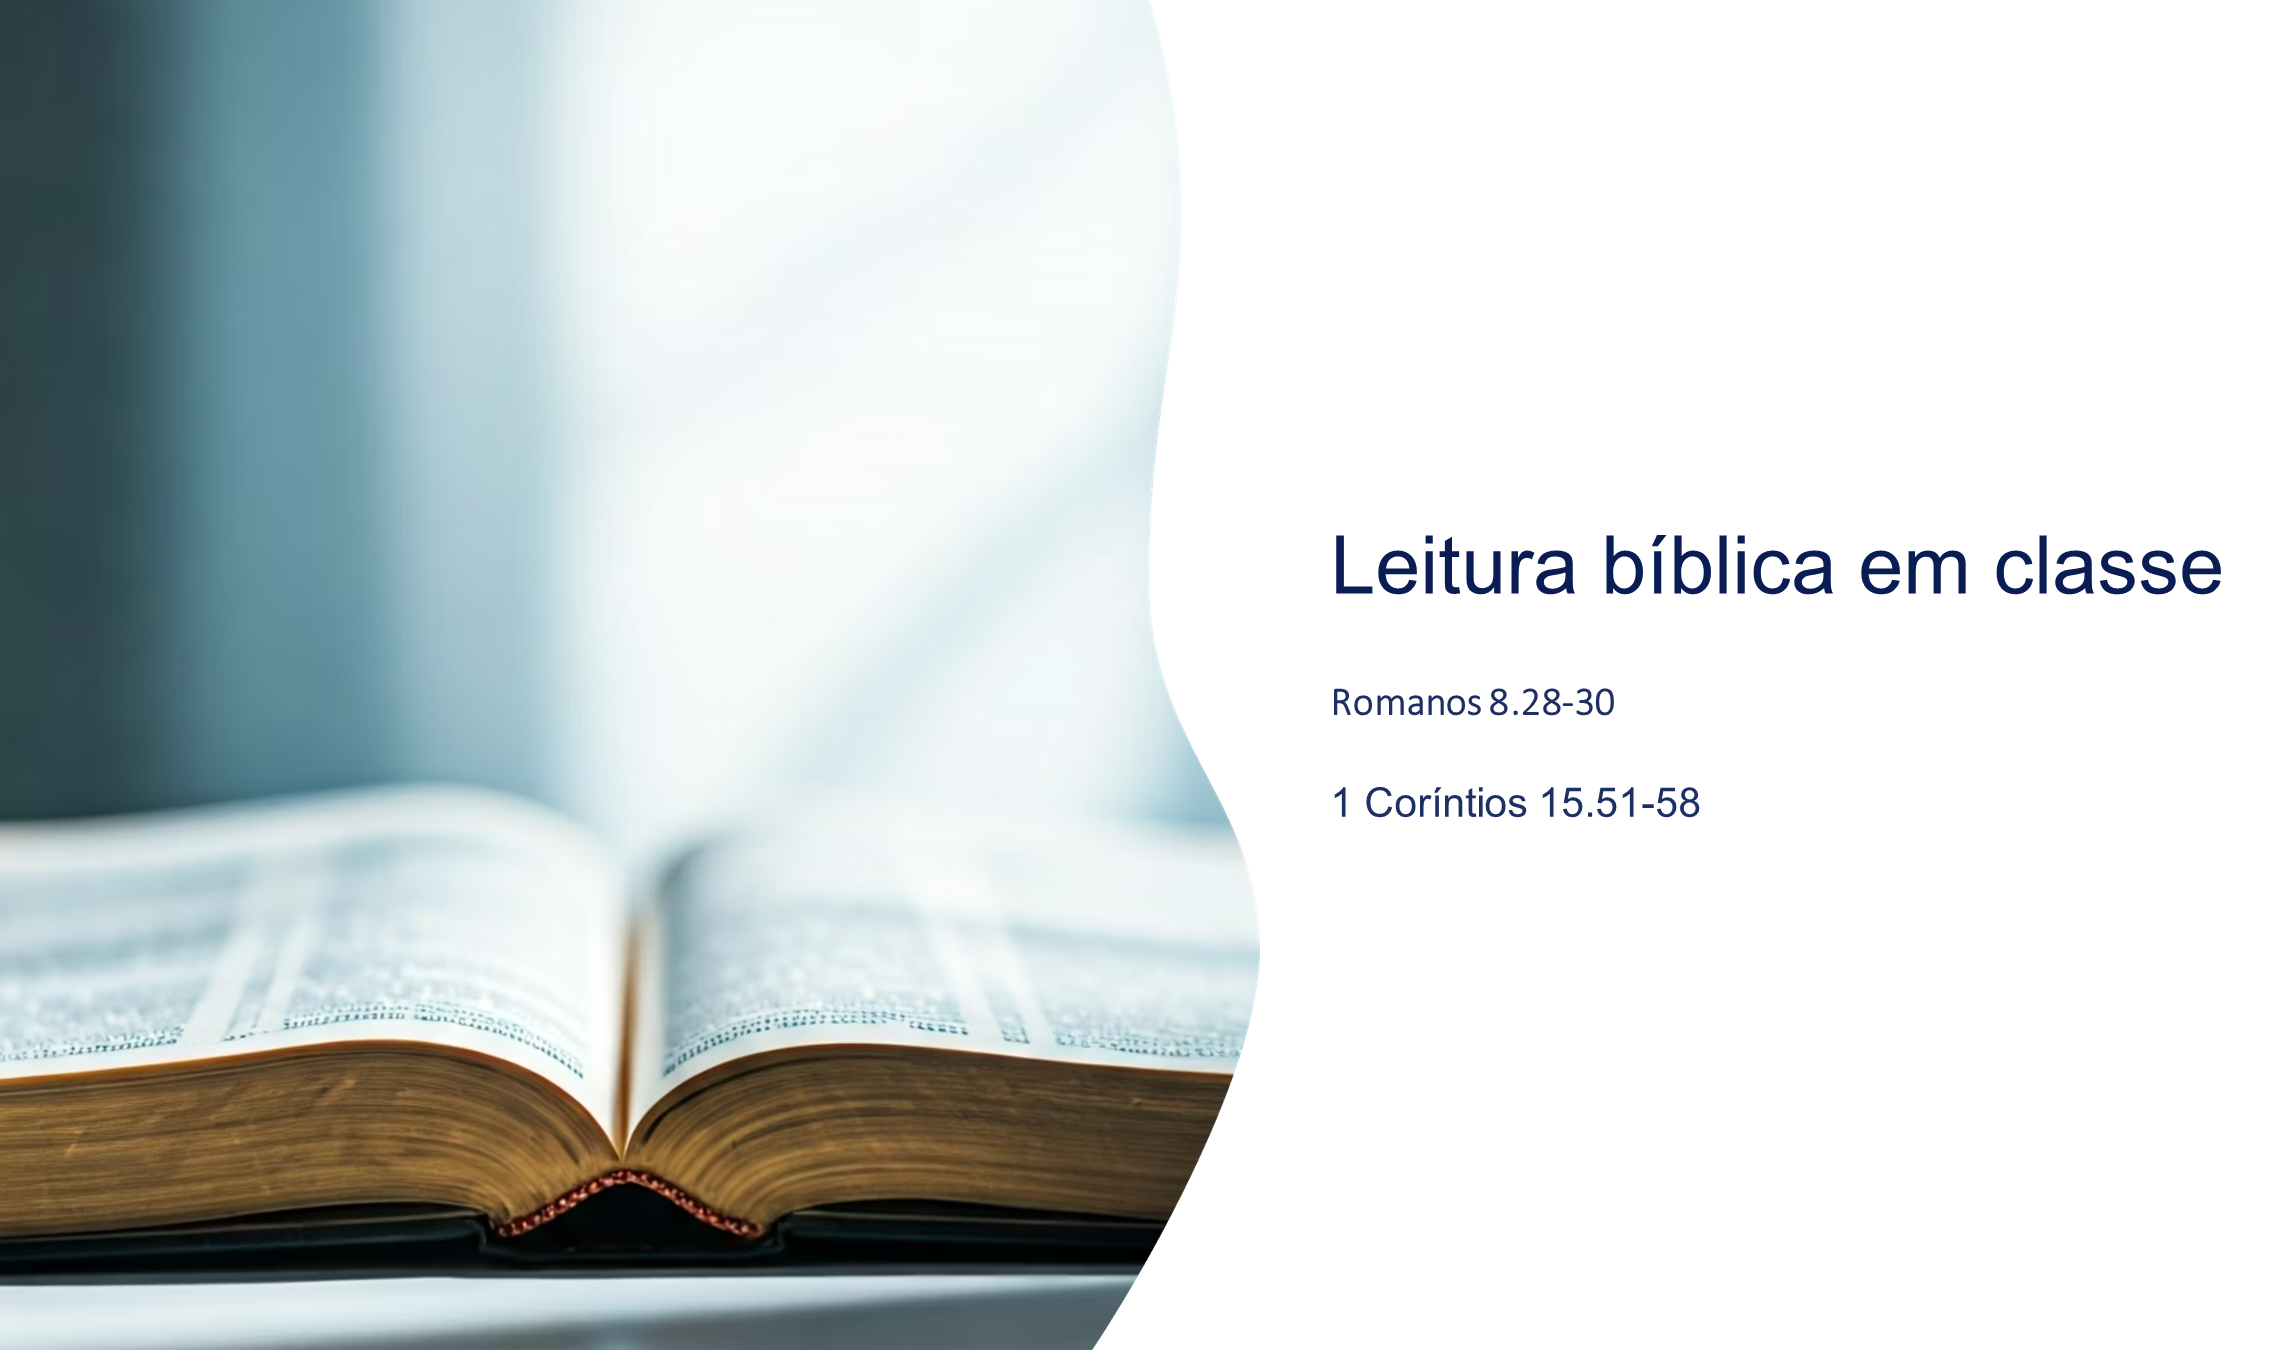 Leitura bíblica em classe
Romanos 8.28-30
1 Coríntios 15.51-58